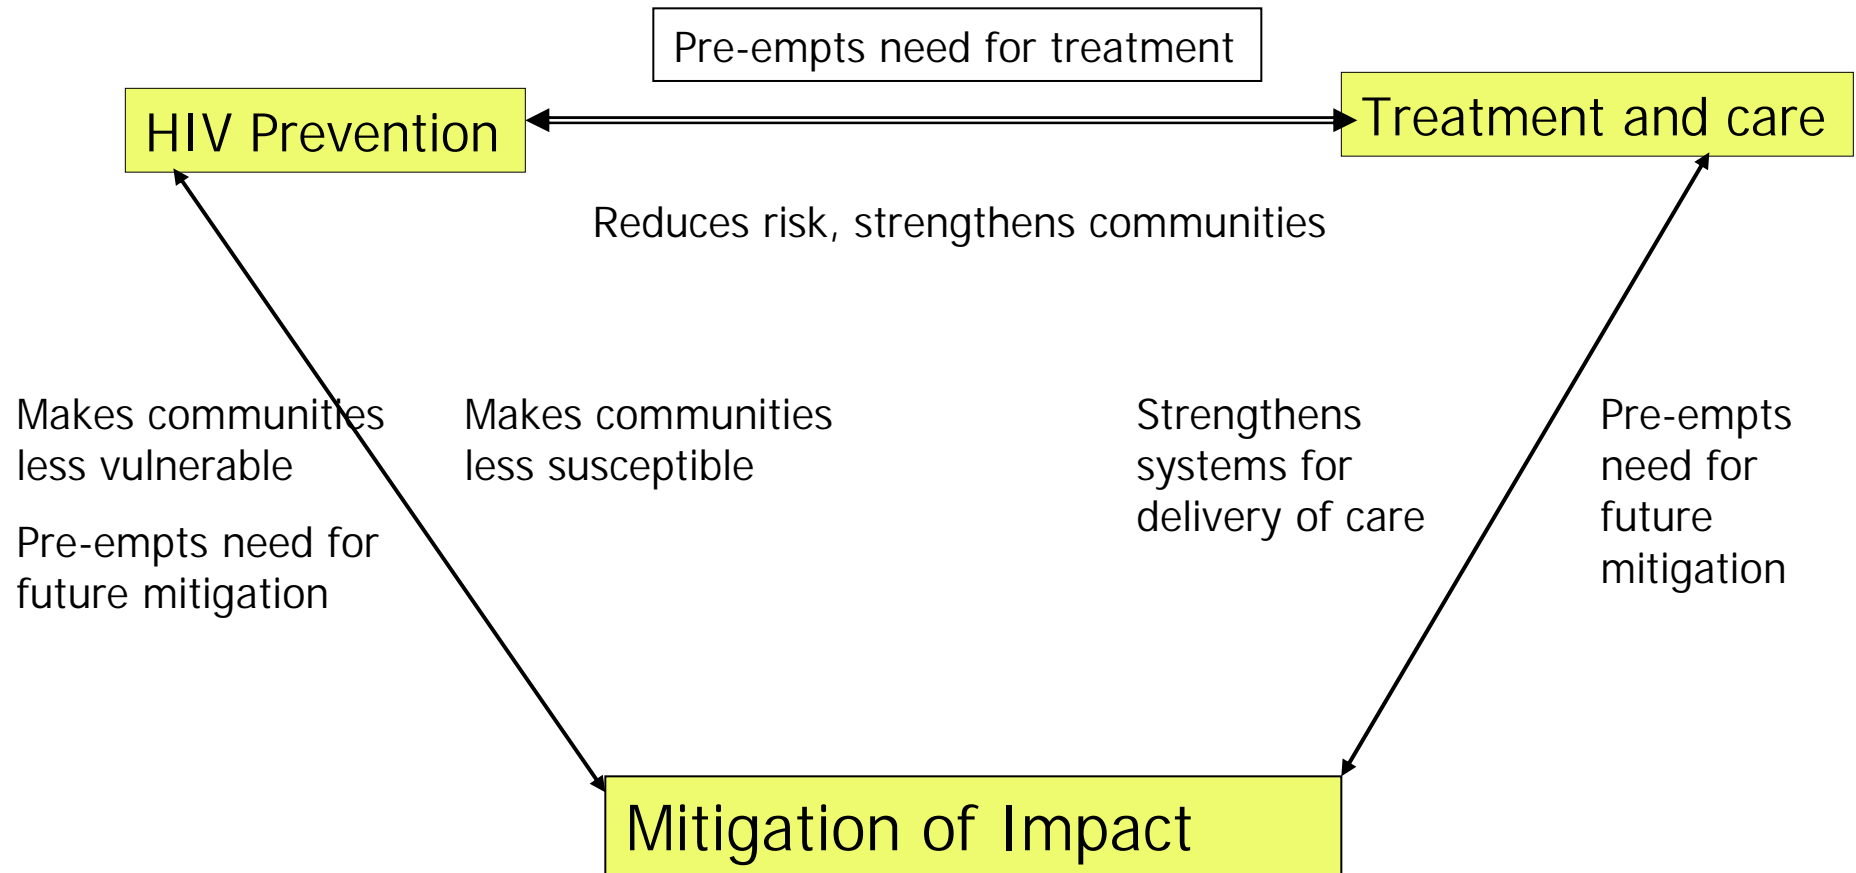 Pre-empts need for treatment
HIV Prevention
Treatment and care
Reduces risk, strengthens communities
Makes communities
less vulnerable
Pre-empts need for
future mitigation
Makes communities
less susceptible
Strengthens
systems for
delivery of care
Pre-empts
need for
future
mitigation
Mitigation of Impact